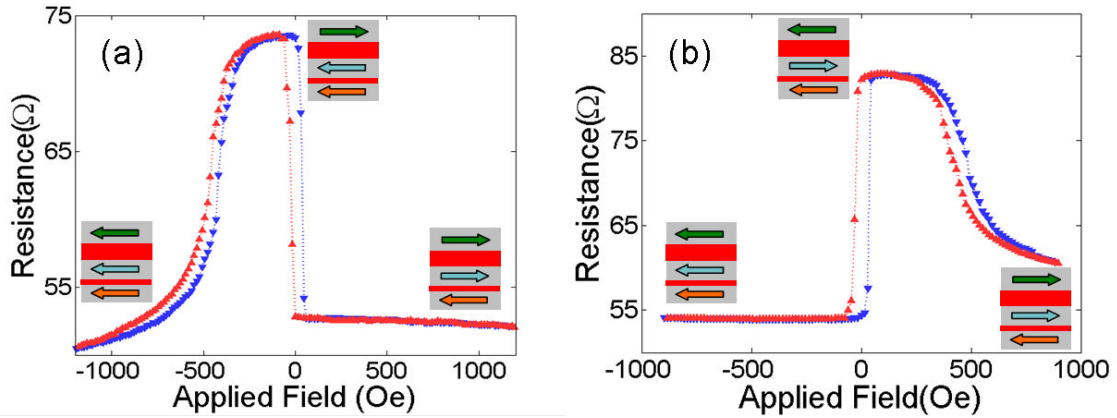 (a)
Resistance(Ω)
75
65
55
-1000
-500
0
500
1000
Applied Field (Oe)
(b)
Resistance(Ω)
85
75
65
55
-1000
-500
0
500
1000
Applied Field(Oe)